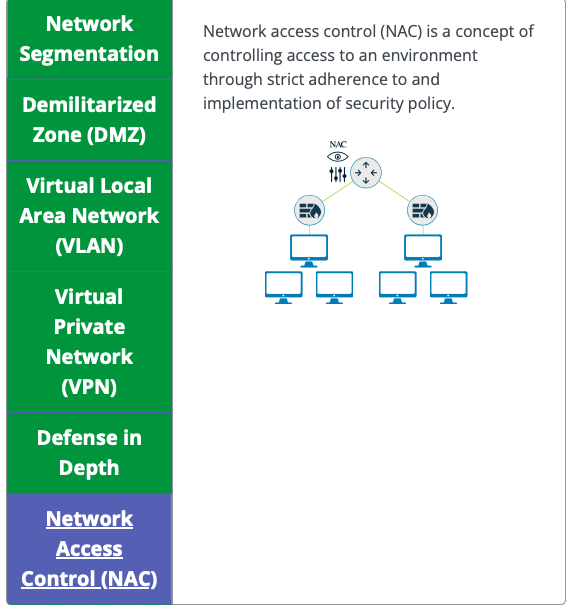 Network
Segmentation
Demilitarized
Zone (DMZ)
Virtual Local
Area Network
(VLAN)
Virtual
Private
Network
(VPN)
Defense in
Depth
Network
Access
Control (NAC)
Network access control (NAC) is a concept of
controlling access to an environment
through strict adherence to and
implementation of security policy.
NAC